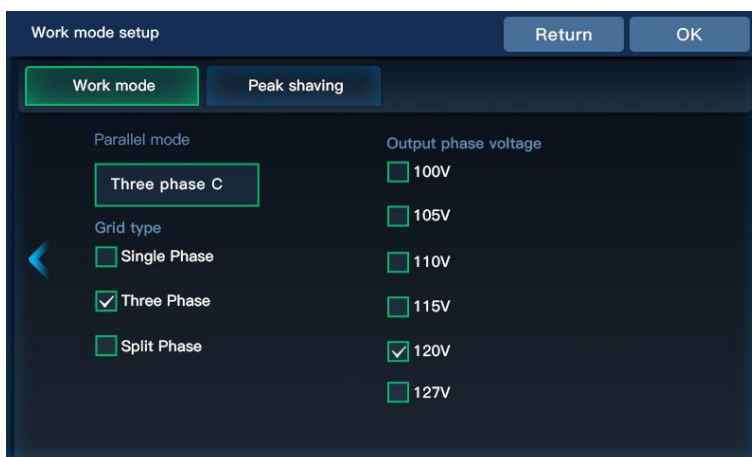 Work mode setup
Return
OK
Work mode
Peak shaving
Parallel mode
Three phase C
Grid type
Single Phase
Three Phase
Split Phase
Output phase voltage
100V
105V
110V
115V
120V
127V